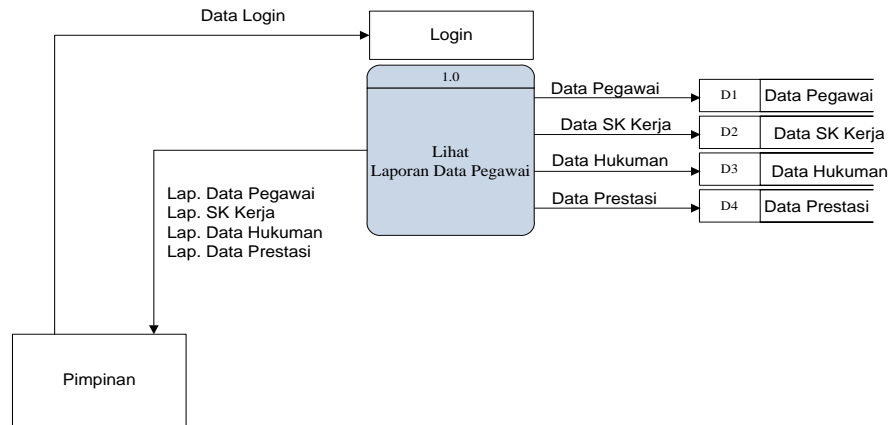 Data Login
Login
1.0
Lihat
Laporan Data Pegawai
Data Pegawai
D1 Data Pegawai
Data SK Kerja
D2 Data SK Kerja
Data Hukuman
D3 Data Hukuman
Data Prestasi
D4 Data Prestasi
Lap. Data Pegawai
Lap. SK Kerja
Lap. Data Hukuman
Lap. Data Prestasi
Pimpinan